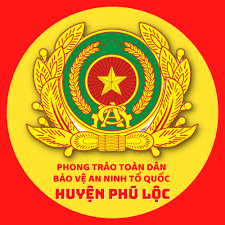 PHONG TRÀO TOÀN DÂN
BẢO VỆ AN NINH TỔ QUỐC
HUYỆN PHÚ LỘC